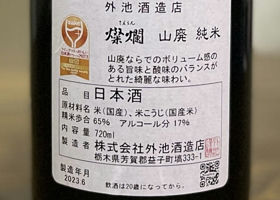 外池酒造店
さんらん
燦爛 山廃 純米
山廃ならでのボリューム感の
ある旨味と酸味のバランスが
とれた綺麗な味わい。
品目 日本酒
原材料名 米(国産)、米こうじ(国産米)
精米歩合 65% アルコール分 17%
内容量 720ml
製造者 株式会社外池酒造店
栃木県芳賀郡益子町塙333-1
製造年月
2023.6
飲酒は20歳になってから。